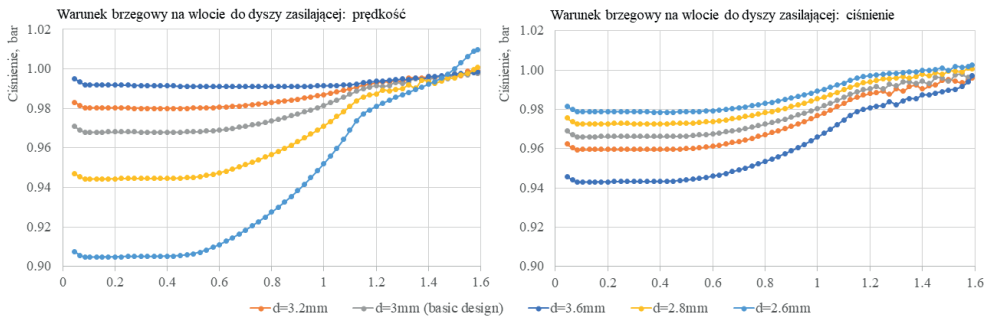 Warunek brzegowy na wlocie do dyszy zasilającej: prędkość
Ciśnienie, bar
1.02
1.00
0.98
0.96
0.94
0.92
0.90
0 0.2 0.4 0.6 0.8 1.0 1.2 1.4 1.6
Warunek brzegowy na wlocie do dyszy zasilającej: ciśnienie
Ciśnienie, bar
1.02
1.00
0.98
0.96
0.94
0.92
0.90
0 0.2 0.4 0.6 0.8 1.0 1.2 1.4 1.6
d=3.2mm d=3mm (basic design) d=3.6mm d=2.8mm d=2.6mm